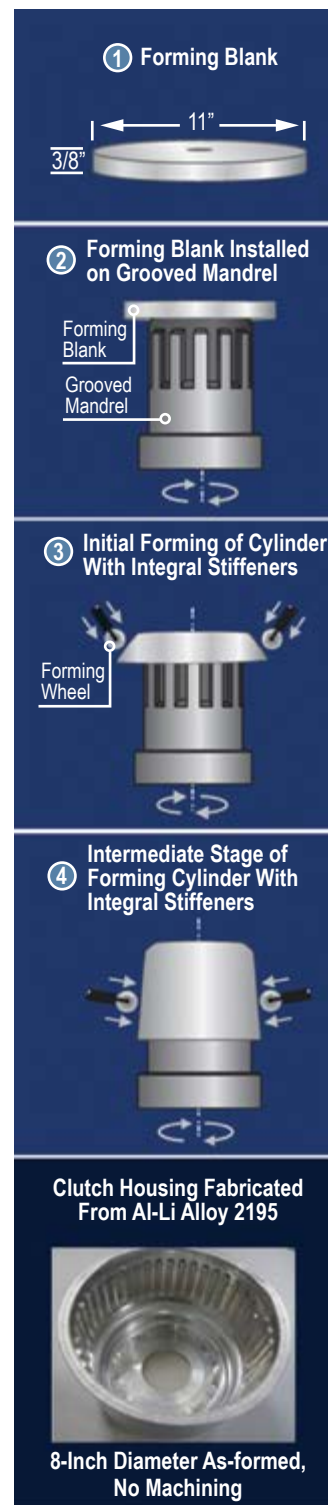 1 Forming Blank
11”
3/8”
2 Forming Blank Installed
on Grooved Mandrel
Forming
Blank
Grooved
Mandrel
3 Initial Forming of Cylinder
With Integral Stiffeners
Forming
Wheel
4 Intermediate Stage of
Forming Cylinder With
Integral Stiffeners
Clutch Housing Fabricated
From Al-Li Alloy 2195
8-Inch Diameter As-formed,
No Machining